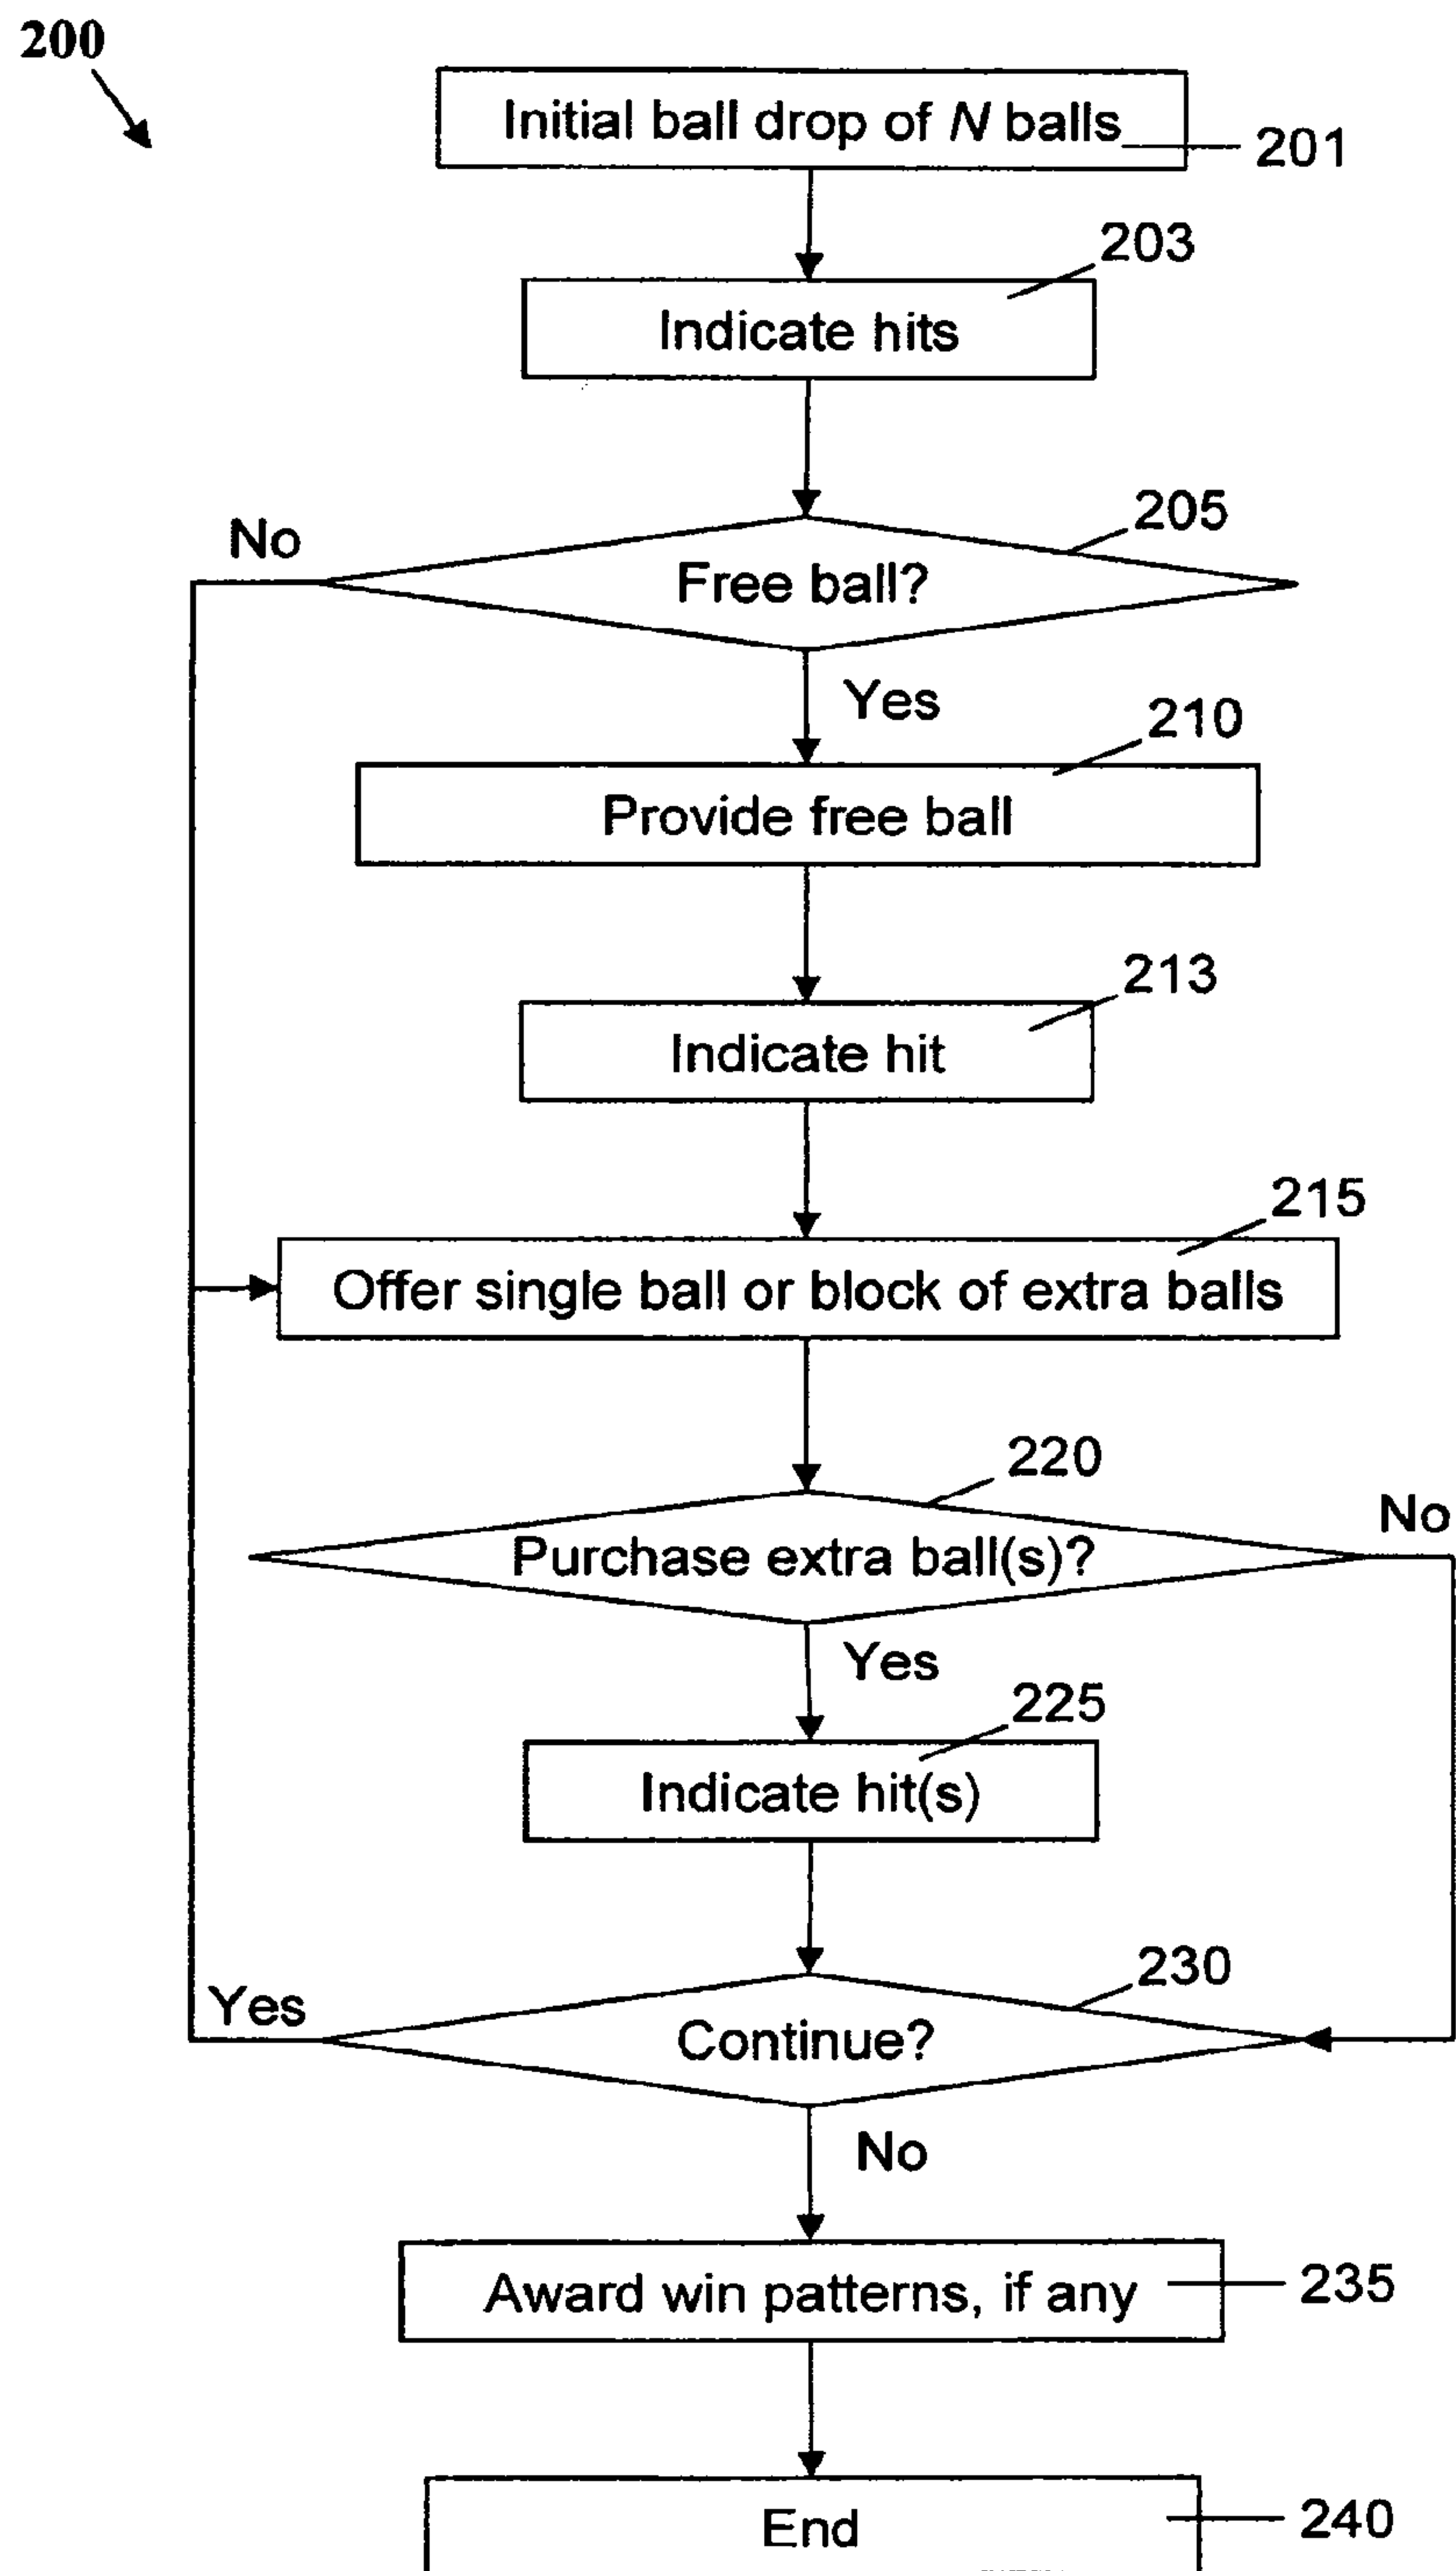 200
Initial ball drop of N balls
201
203
Indicate hits
205
No
Free ball?
Yes
210
Provide free ball
213
Indicate hit
215
Offer single ball or block of extra balls
220
No
Purchase extra ball(s)?
Yes
225
Indicate hit(s)
230
Yes
Continue?
No
Award win patterns, if any
235
End
240